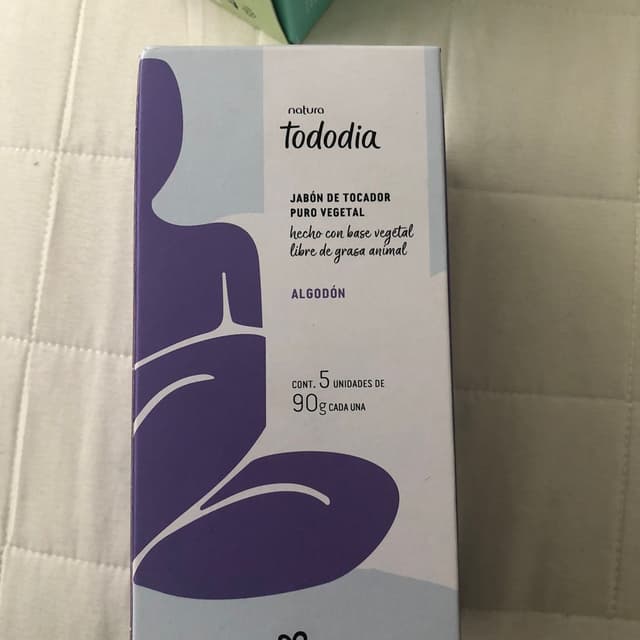 natura
tododia
JABÓN DE TOCADOR
PURO VEGETAL
hecho con base vegetal
libre de grasa animal
ALGODÓN
CONT. 5 UNIDADES DE
90g CADA UNA